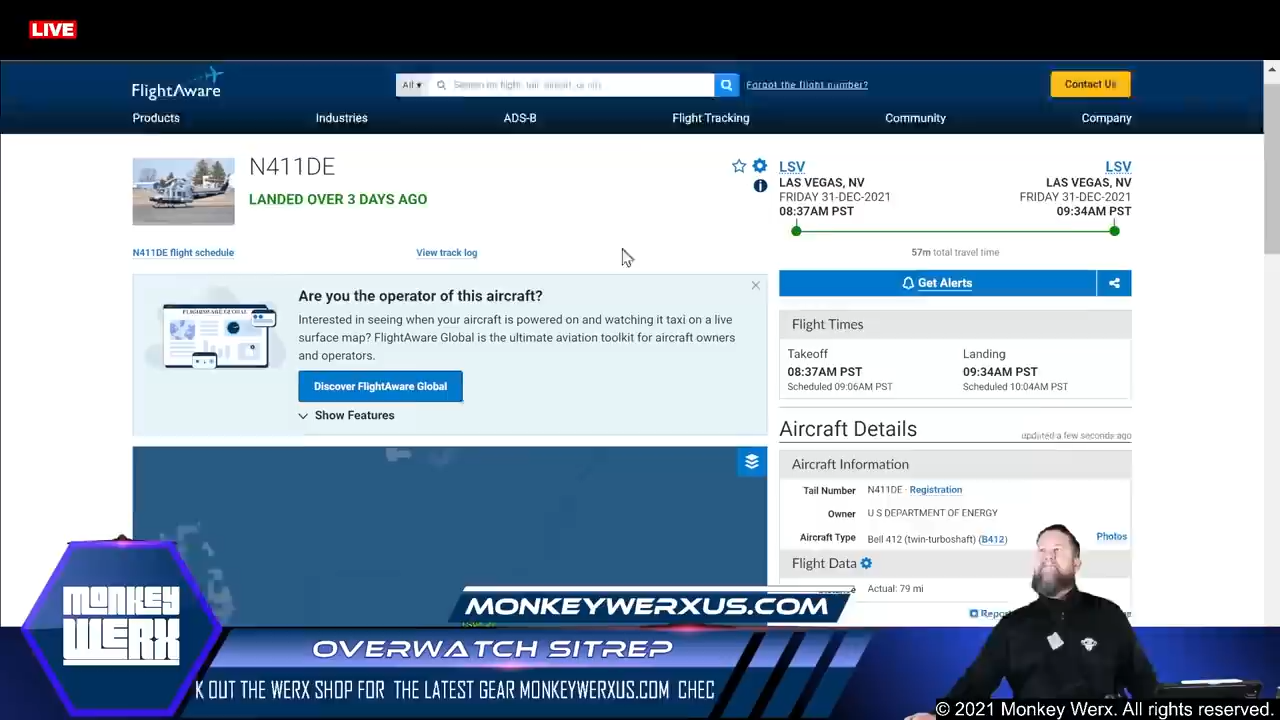 LIVE
FlightAware
All ▾
Forgot the flight number?
Contact Us
Products
Industries
ADS-B
Flight Tracking
Community
Company
N411DE
LANDED OVER 3 DAYS AGO
N411DE flight schedule
View track log
LSV
LSV
LAS VEGAS, NV
LAS VEGAS, NV
FRIDAY 31-DEC-2021
FRIDAY 31-DEC-2021
08:37AM PST
09:34AM PST
57m total travel time
Get Alerts
Are you the operator of this aircraft?
Interested in seeing when your aircraft is powered on and watching it taxi on a live
surface map? FlightAware Global is the ultimate aviation toolkit for aircraft owners
and operators.
Discover FlightAware Global
Show Features
Flight Times
Takeoff
Landing
08:37AM PST
09:34AM PST
Scheduled 09:06AM PST
Scheduled 10:04AM PST
Aircraft Details
updated a few seconds ago
Aircraft Information
Tail Number
N411DE · Registration
Owner
U S DEPARTMENT OF ENERGY
Aircraft Type
Bell 412 (twin-turboshaft) (B412)
Photos
Flight Data
Actual: 79 mi
MONKEY
WERX
MONKEYWERXUS.COM
OVERWATCH SITREP
K OUT THE WERX SHOP FOR THE LATEST GEAR MONKEYWERXUS.COM CHEC
© 2021 Monkey Werx. All rights reserved.